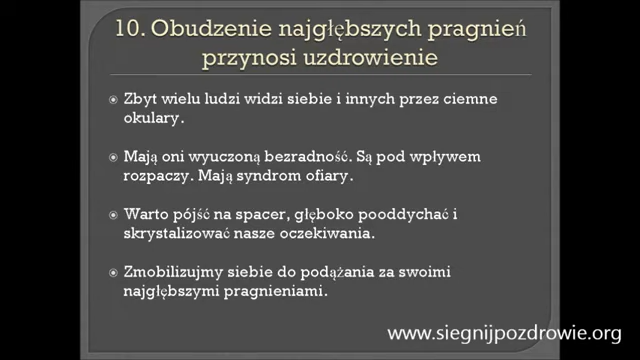 10. Obudzenie najgłębszych pragnień
przynosi uzdrowienie
Zbyt wielu ludzi widzi siebie i innych przez ciemne
okulary.
Mają oni wyuczoną bezradność. Są pod wpływem
rozpaczy. Mają syndrom ofiary.
Warto pójść na spacer, głęboko pooddychać i
skrystalizować nasze oczekiwania.
Zmobilizujmy siebie do podążania za swoimi
najgłębszymi pragnieniami.
www.siegnijpozdrowie.org